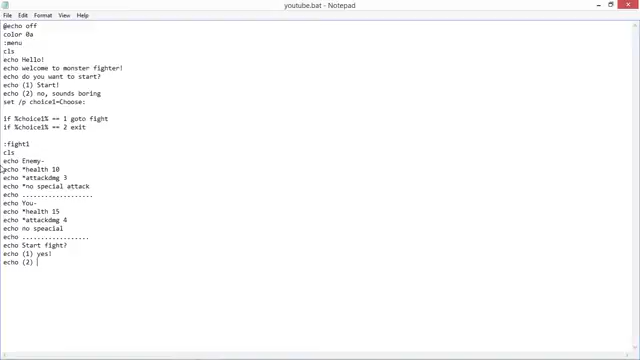 youtube.bat - Notepad
File Edit Format View Help
@echo off
color 0a
:menu
cls
echo Hello!
echo welcome to monster fighter!
echo do you want to start?
echo (1) Start!
echo (2) no, sounds boring
set /p choice1=Choose:
if %choice1% == 1 goto fight
if %choice1% == 2 exit
:fight1
cls
echo Enemy-
echo *health 10
echo *attackdmg 3
echo *no special attack
echo ...................
echo You-
echo *health 15
echo *attackdmg 4
echo no speacial
echo ..................
echo Start fight?
echo (1) yes!
echo (2)